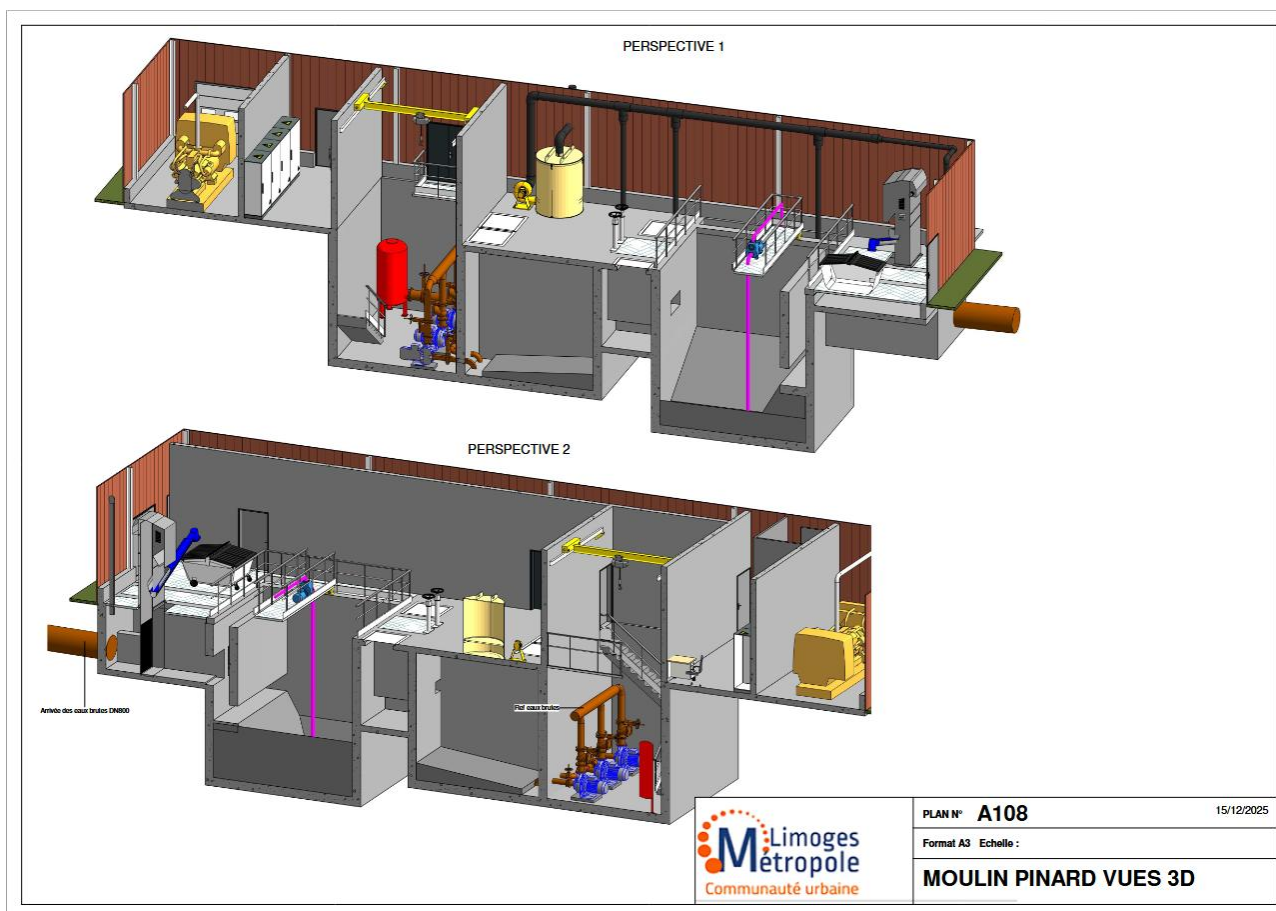 PERSPECTIVE 1
PERSPECTIVE 2
Arrivée des eaux brutes DN800
Ref eaux brutes
Limoges
Métropole
Communauté urbaine
PLAN N° A108
15/12/2025
Format A3 Echelle :
MOULIN PINARD VUES 3D